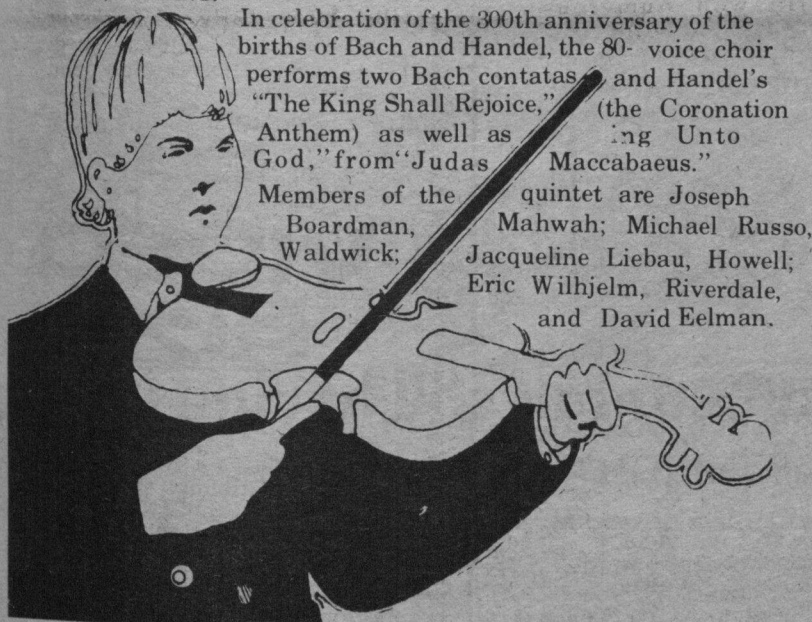 In celebration of the 300th anniversary of the
births of Bach and Handel, the 80- voice choir
performs two Bach contatas and Handel's
"The King Shall Rejoice," (the Coronation
Anthem) as well as ing Unto
God," from "Judas Maccabaeus."
Members of the quintet are Joseph
Boardman, Mahwah; Michael Russo,
Waldwick; Jacqueline Liebau, Howell;
Eric Wilhjelm, Riverdale,
and David Eelman.